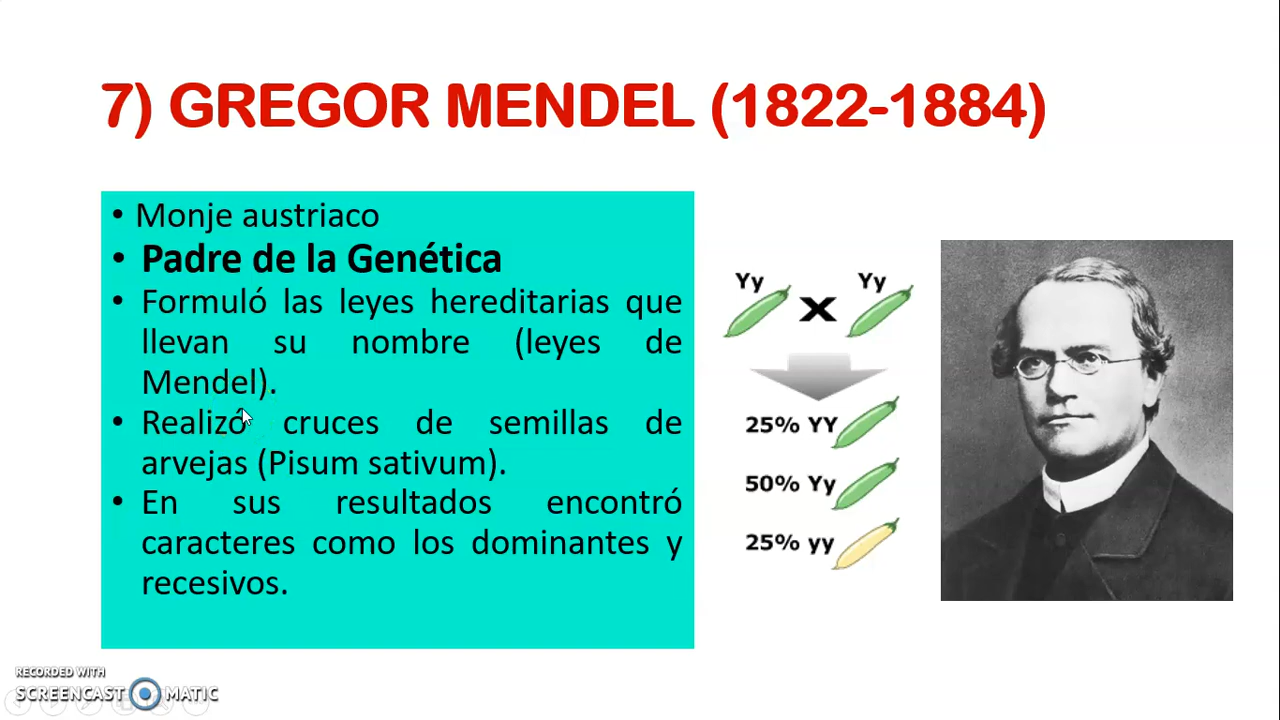 7) GREGOR MENDEL (1822-1884)
• Monje austriaco
• Padre de la Genética
• Formuló las leyes hereditarias que
llevan su nombre (leyes de
Mendel).
• Realizó cruces de semillas de
arvejas (Pisum sativum).
• En sus resultados encontró
caracteres como los dominantes y
recesivos.
Yy Yy
X
25% YY
50% Yy
25% yy
RECORDED WITH
SCREENCAST MATIC